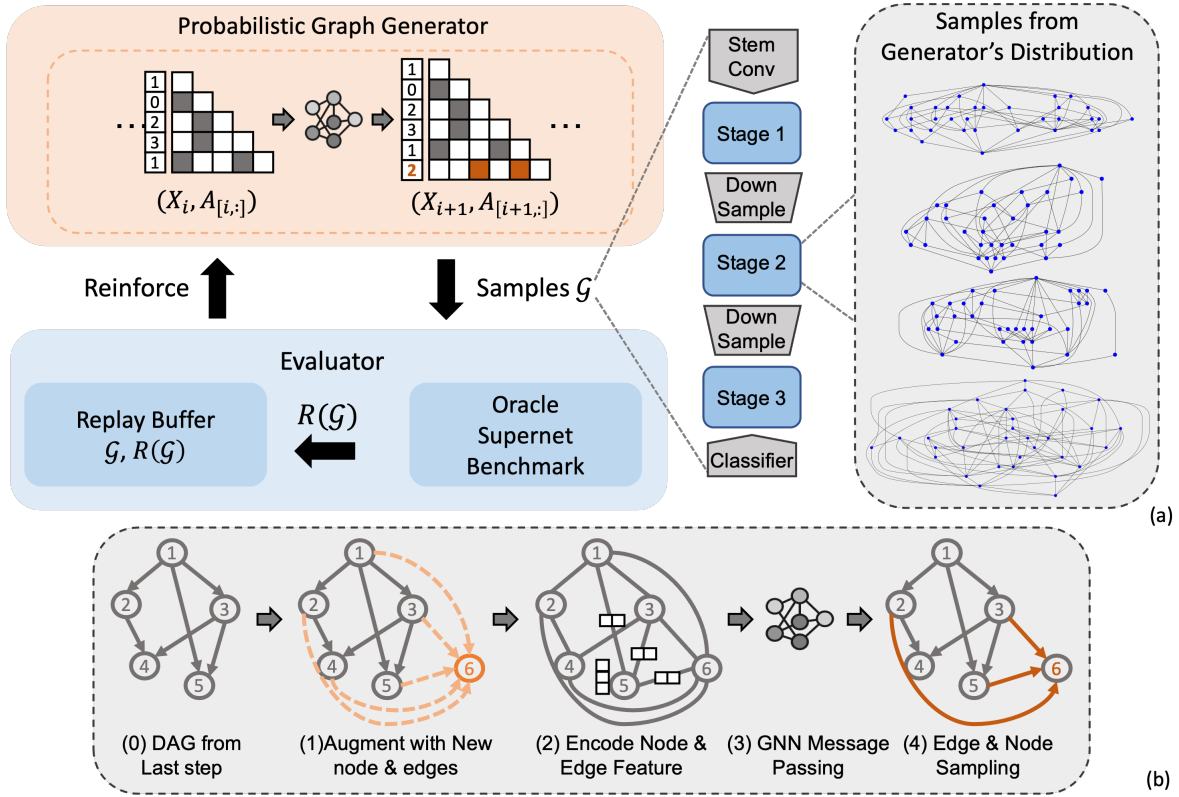 Probabilistic Graph Generator
1
0
2
3
1
...
1
0
2
3
1
2
...
(X_i, A_[i,:])
(X_{i+1}, A_[i+1,:])
Reinforce
Samples 𝒢
Evaluator
Replay Buffer
𝒢, R(𝒢)
R(𝒢)
Oracle
Supernet
Benchmark
Stem
Conv
Stage 1
Down
Sample
Stage 2
Down
Sample
Stage 3
Classifier
Samples from
Generator's Distribution
(a)
1
2
3
4
5
(0) DAG from
Last step
1
2
3
4
5
6
(1)Augment with New
node & edges
1
2
3
4
5
6
(2) Encode Node &
Edge Feature
(3) GNN Message
Passing
1
2
3
4
5
6
(4) Edge & Node
Sampling
(b)